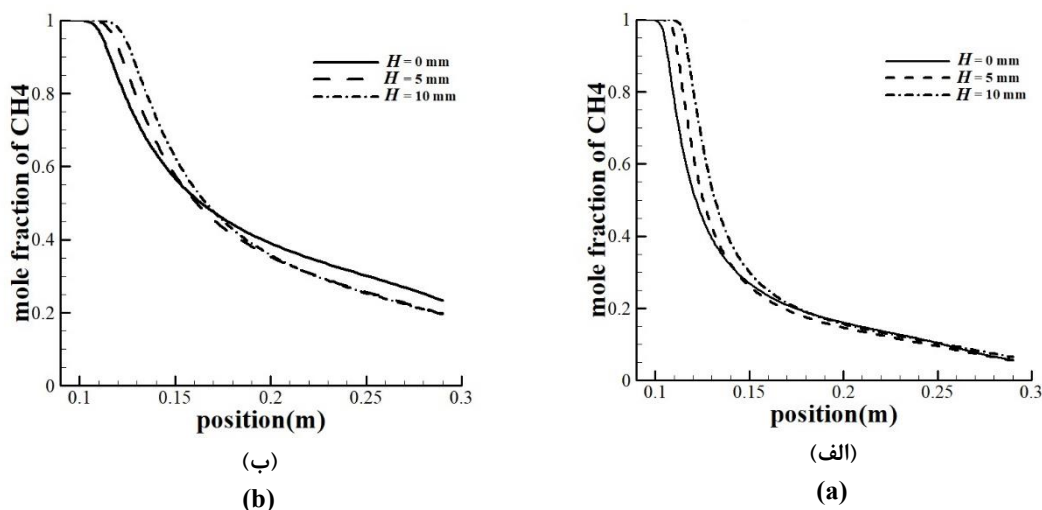 mole fraction of CH4
1
0.8
0.6
0.4
0.2
0
0.1
0.15
0.2
0.25
0.3
position(m)
H = 0 mm
H = 5 mm
H = 10 mm
(ب)
(b)
mole fraction of CH4
1
0.8
0.6
0.4
0.2
0
0.1
0.15
0.2
0.25
0.3
position(m)
H = 0 mm
H = 5 mm
H = 10 mm
(الف)
(a)